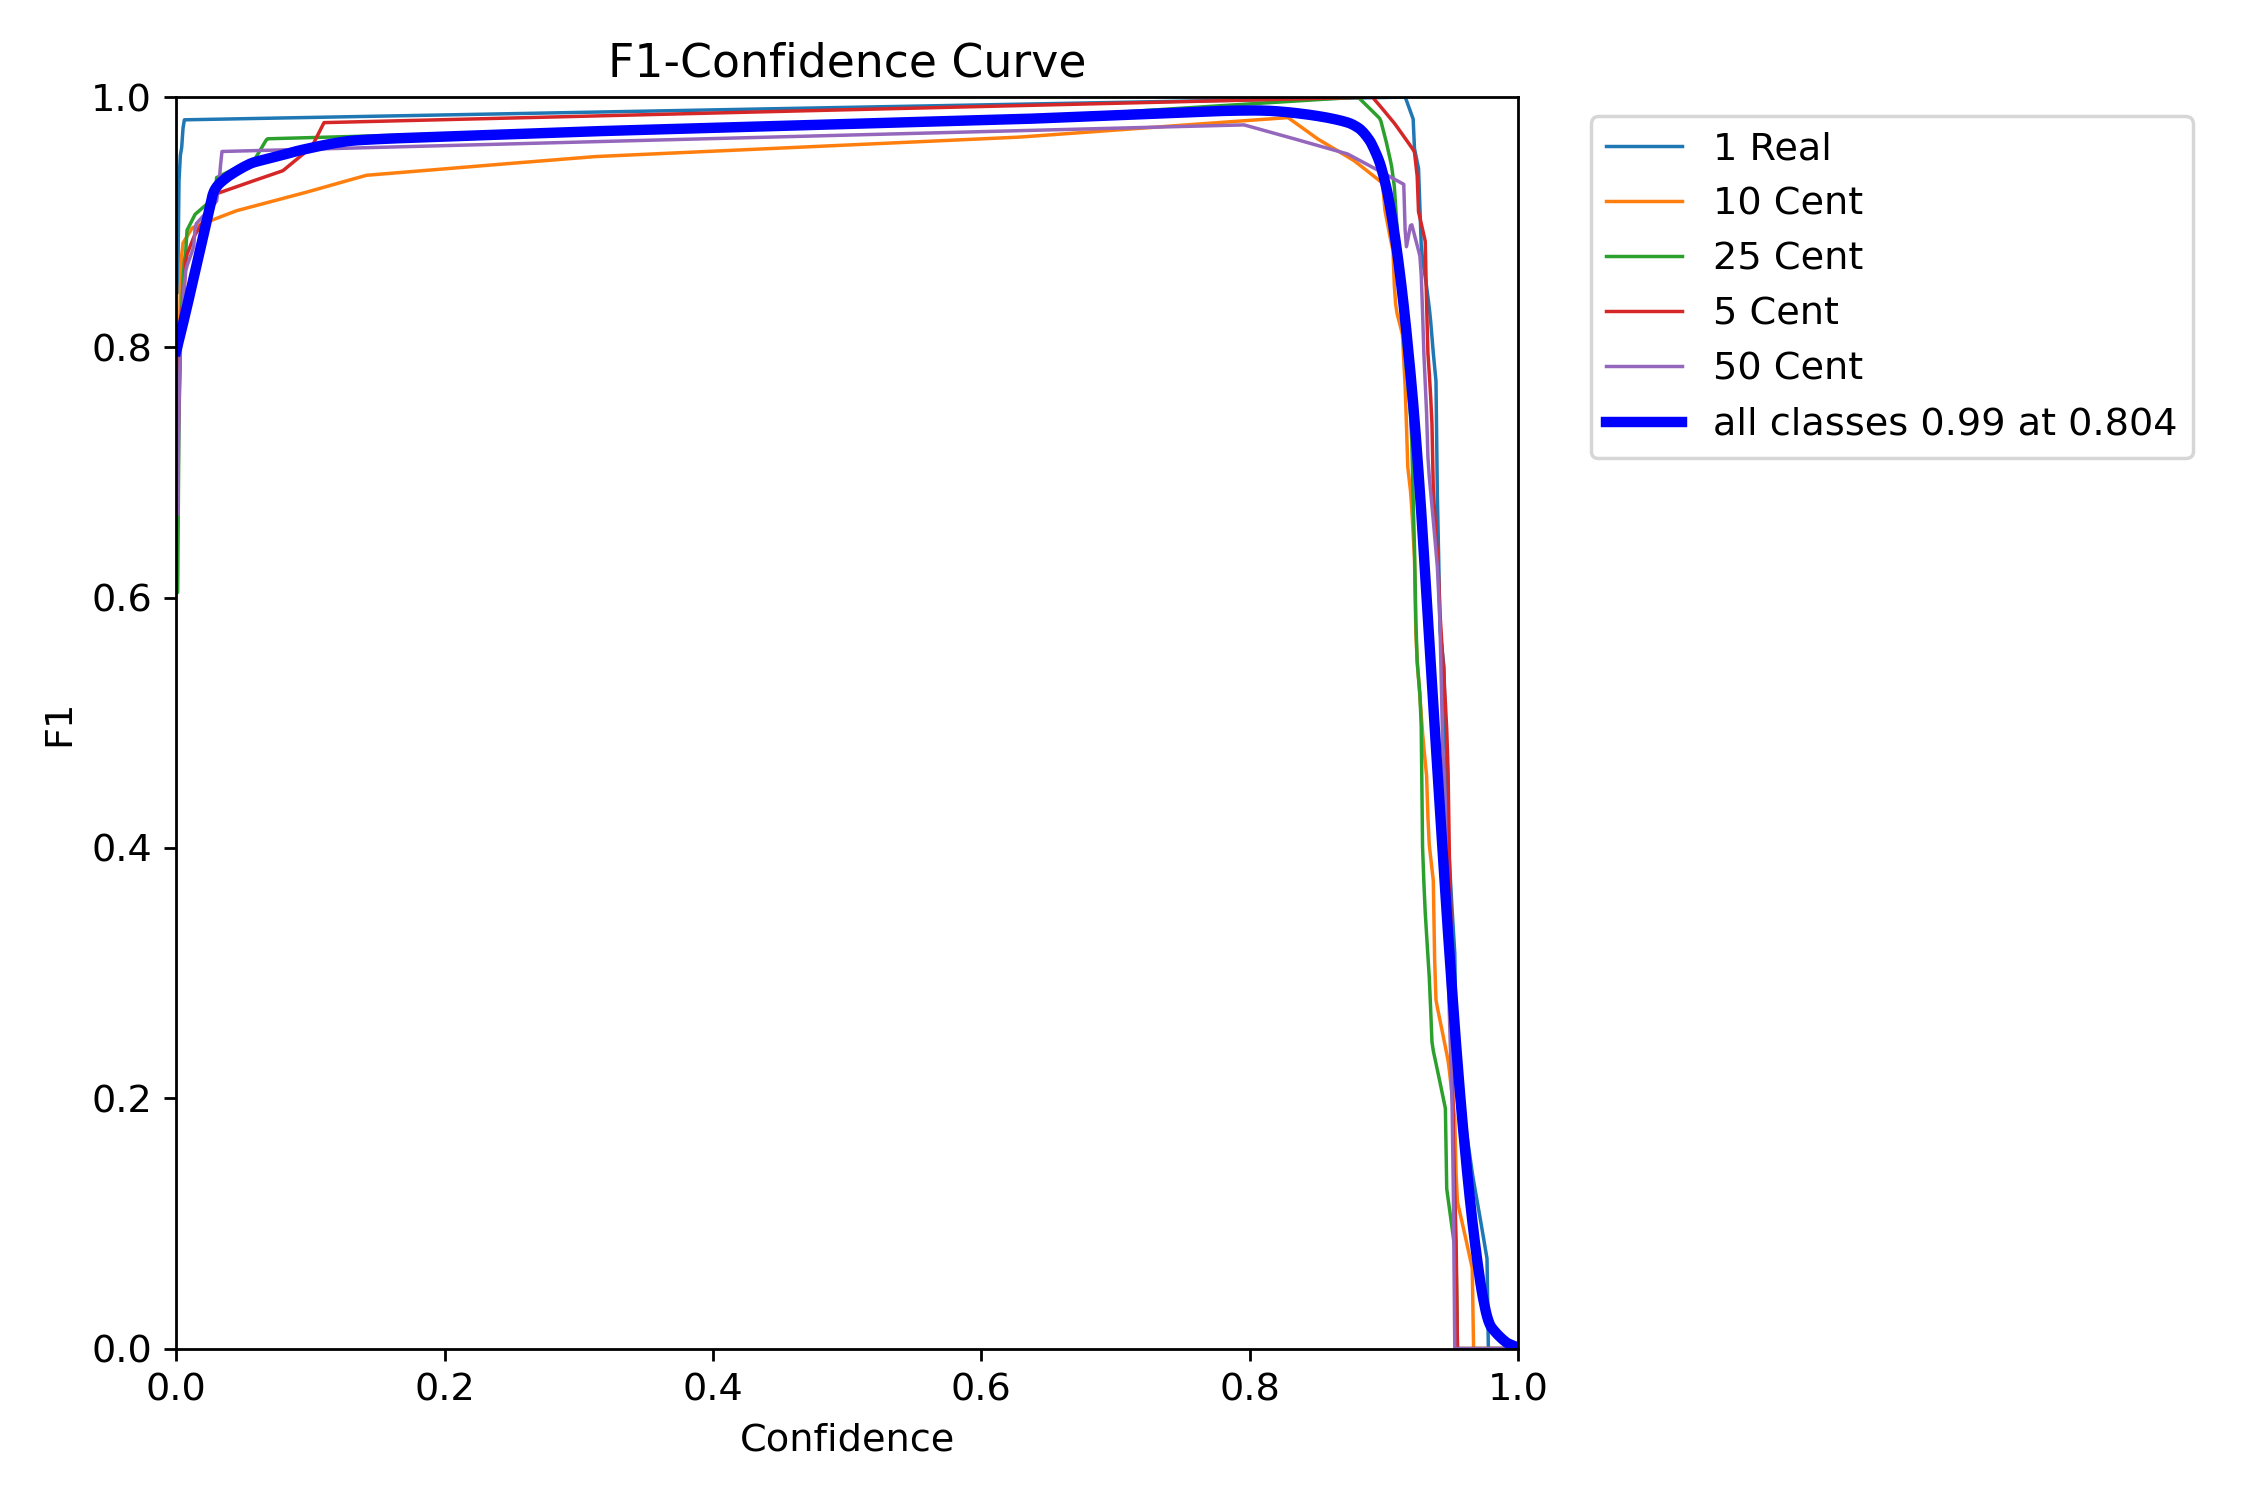 F1-Confidence Curve
1.0
0.8
0.6
0.4
0.2
0.0
F1
0.0 0.2 0.4 0.6 0.8 1.0
Confidence
1 Real
10 Cent
25 Cent
5 Cent
50 Cent
all classes 0.99 at 0.804